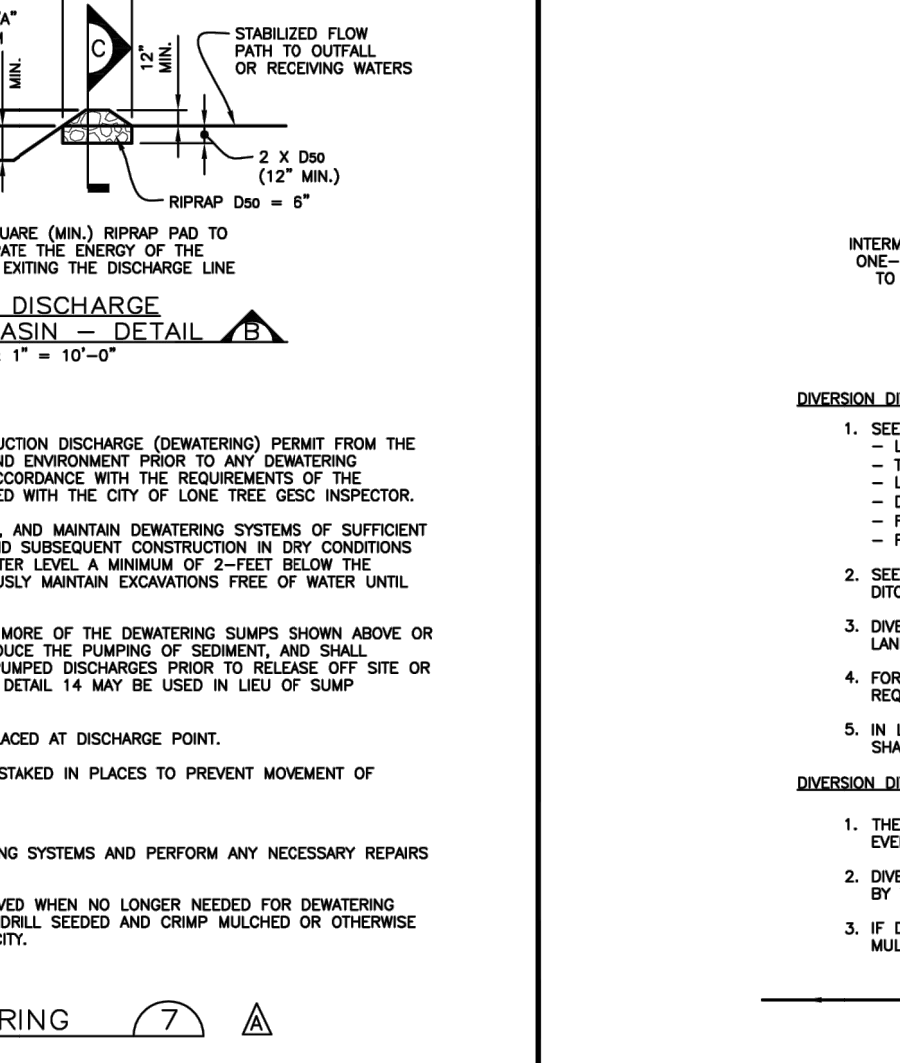 "A"
MIN.
C
12"
MIN.
STABILIZED FLOW
PATH TO OUTFALL
OR RECEIVING WATERS
2 X D50
(12" MIN.)
RIPRAP D50 = 6"
UARE (MIN.) RIPRAP PAD TO
ATE THE ENERGY OF THE
EXITING THE DISCHARGE LINE
DISCHARGE
ASIN – DETAIL B
: 1" = 10'–0"
UCTION DISCHARGE (DEWATERING) PERMIT FROM THE
ND ENVIRONMENT PRIOR TO ANY DEWATERING
CCORDANCE WITH THE REQUIREMENTS OF THE
ED WITH THE CITY OF LONE TREE GESC INSPECTOR.
, AND MAINTAIN DEWATERING SYSTEMS OF SUFFICIENT
ND SUBSEQUENT CONSTRUCTION IN DRY CONDITIONS
TER LEVEL A MINIMUM OF 2–FEET BELOW THE
USLY MAINTAIN EXCAVATIONS FREE OF WATER UNTIL
MORE OF THE DEWATERING SUMPS SHOWN ABOVE OR
DUCE THE PUMPING OF SEDIMENT, AND SHALL
PUMPED DISCHARGES PRIOR TO RELEASE OFF SITE OR
DETAIL 14 MAY BE USED IN LIEU OF SUMP
LACED AT DISCHARGE POINT.
STAKED IN PLACES TO PREVENT MOVEMENT OF
NG SYSTEMS AND PERFORM ANY NECESSARY REPAIRS
VED WHEN NO LONGER NEEDED FOR DEWATERING
DRILL SEEDED AND CRIMP MULCHED OR OTHERWISE
CITY.
RING 7 A
INTERM
ONE–
TO
DIVERSION DI
1. SEE
– L
– T
– L
– D
– F
– F
2. SEE
DITC
3. DIVE
LAN
4. FOR
REQ
5. IN L
SHA
DIVERSION DI
1. THE
EVE
2. DIVE
BY
3. IF D
MUL